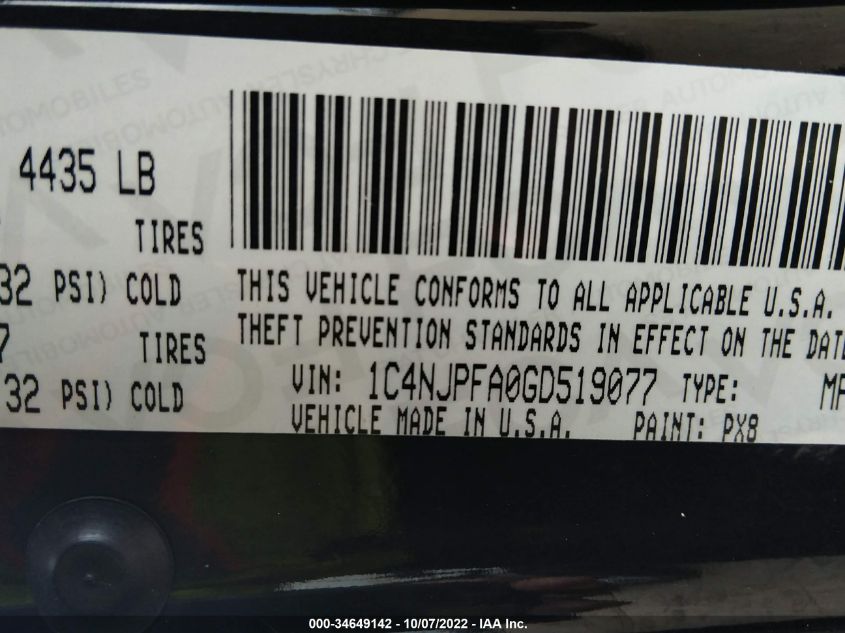 4435 LB
TIRES
32 PSI) COLD
7 TIRES
32 PSI) COLD
THIS VEHICLE CONFORMS TO ALL APPLICABLE U.S.A.
THEFT PREVENTION STANDARDS IN EFFECT ON THE DATE
VIN: 1C4NJPFA0GD519077 TYPE:
VEHICLE MADE IN U.S.A. PAINT: PX8
000-34649142 - 10/07/2022 - IAA Inc.